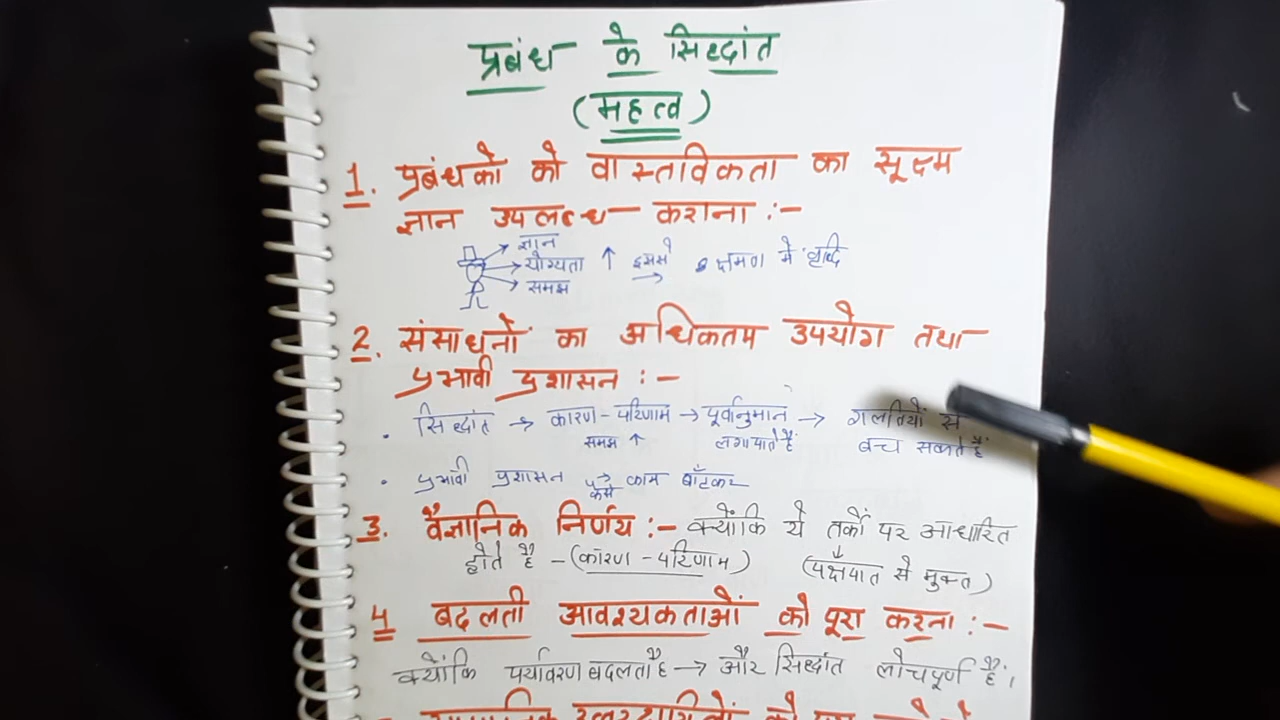 प्रबंध के सिद्धांत
(महत्व)
1. प्रबंधको को वास्तविकता का सूक्ष्म
ज्ञान उपलब्ध कराना :-
ज्ञान
योग्यता ↑ इससे → क्षमता में वृद्धि
समझ
2. संसाधनों का अधिकतम उपयोग तथा
प्रभावी प्रशासन :-
• सिद्धांत → कारण - परिणाम → पूर्वानुमान → गलतियों से
समझ ↑ लगा पाते हैं बच सकते हैं
• प्रभावी प्रशासन → कैसे काम बाँटकर
3. वैज्ञानिक निर्णय :- क्योंकि ये तर्कों पर आधारित
होते है - (कारण - परिणाम) (पक्षपात से मुक्त)
4 बदलती आवश्यकताओं को पूरा करना :-
क्योंकि पर्यावरण बदलता है → और सिद्धांत लोचपूर्ण हैं।